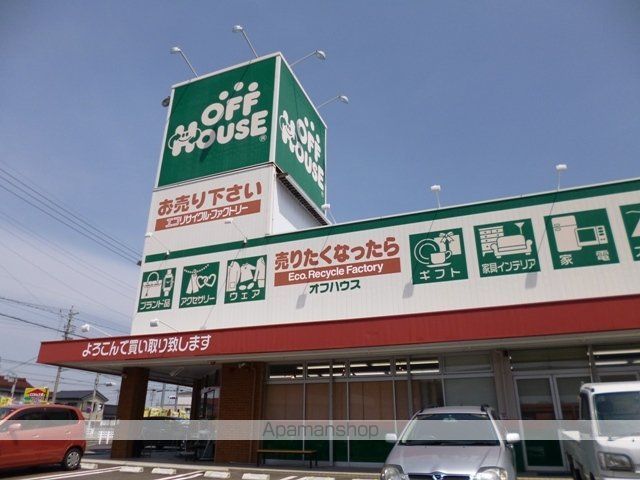 OFF
HOUSE
®
お売り下さい
エコリサイクル・ファクトリー
売りたくなったら
Eco. Recycle Factory
オフハウス
ブランド品
アクセサリー
ウェア
ギフト
家具インテリア
家電
よろこんで買い取り致します
Apamanshop